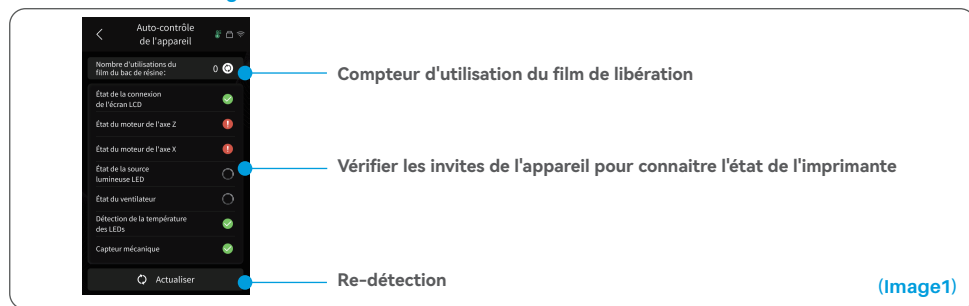 Auto-contrôle
de l'appareil
Nombre d'utilisations du
film du bac de résine: 0
Compteur d'utilisation du film de libération
État de la connexion
de l'écran LCD
État du moteur de l'axe Z
État du moteur de l'axe X
État de la source
lumineuse LED
Vérifier les invites de l'appareil pour connaitre l'état de l'imprimante
État du ventilateur
Détection de la température
des LEDs
Capteur mécanique
Actualiser
Re-détection
(Image1)